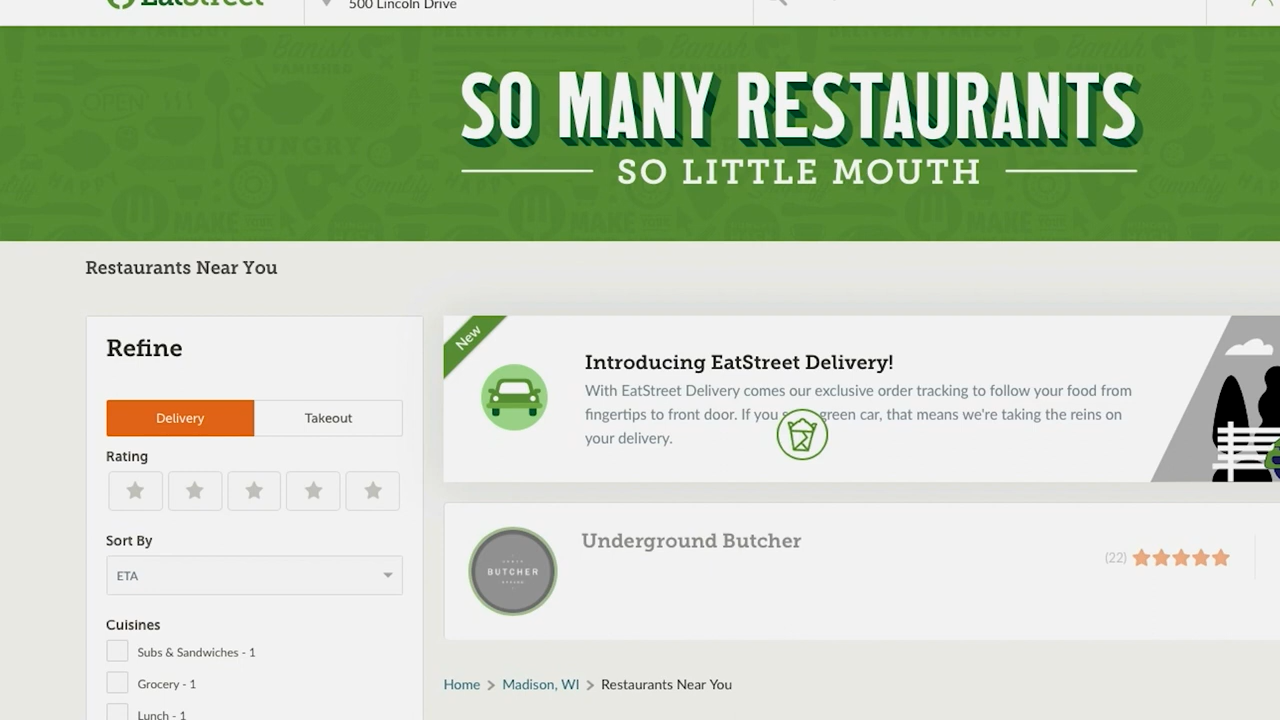 EatStreet
500 Lincoln Drive
SO MANY RESTAURANTS
SO LITTLE MOUTH
Restaurants Near You
Refine
Delivery
Takeout
Rating
Sort By
ETA
Cuisines
Subs & Sandwiches - 1
Grocery - 1
Lunch - 1
New
Introducing EatStreet Delivery!
With EatStreet Delivery comes our exclusive order tracking to follow your food from
fingertips to front door. If you green car, that means we're taking the reins on
your delivery.
BUTCHER
Underground Butcher
(22)
Home > Madison, WI > Restaurants Near You